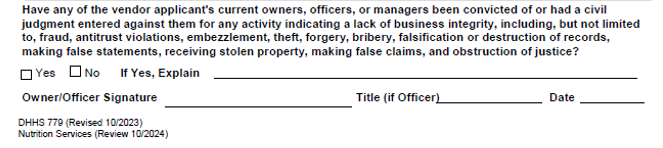 Have any of the vendor applicant's current owners, officers, or managers been convicted of or had a civil
judgment entered against them for any activity indicating a lack of business integrity, including, but not limited
to, fraud, antitrust violations, embezzlement, theft, forgery, bribery, falsification or destruction of records,
making false statements, receiving stolen property, making false claims, and obstruction of justice?
☐ Yes ☐ No If Yes, Explain
Owner/Officer Signature Title (if Officer) Date
DHHS 779 (Revised 10/2023)
Nutrition Services (Review 10/2024)